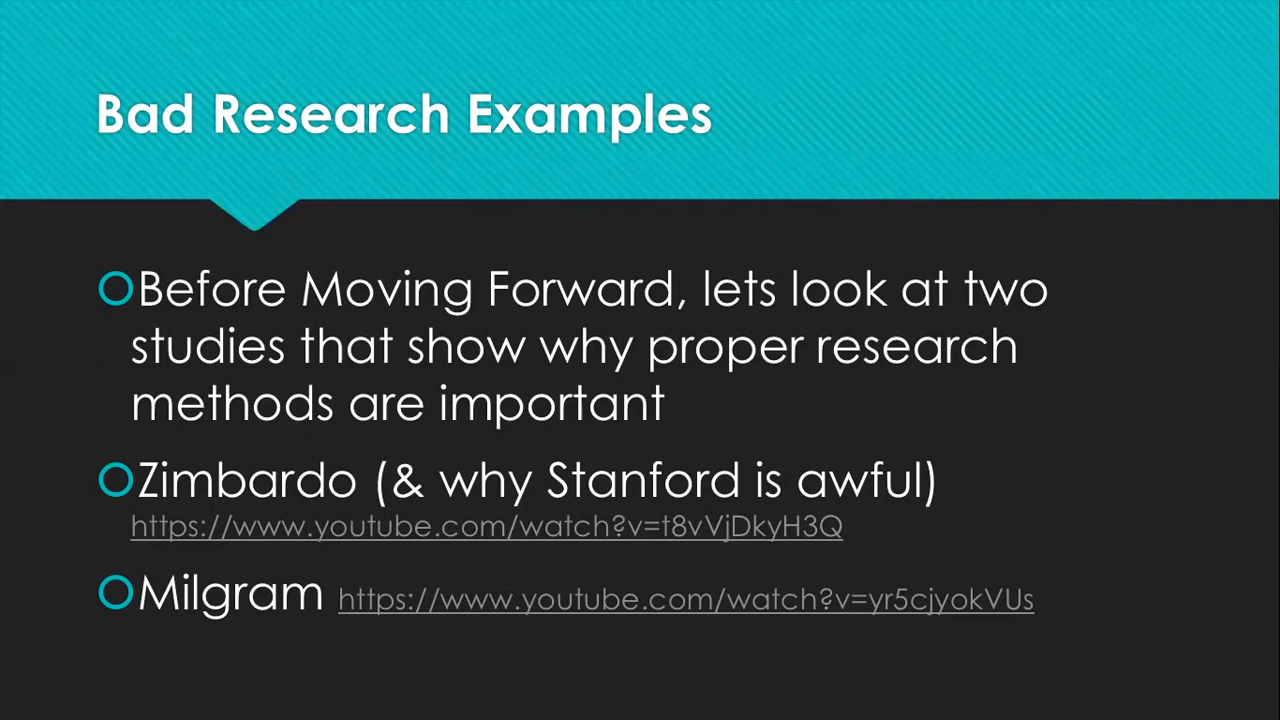 Bad Research Examples
Before Moving Forward, lets look at two
studies that show why proper research
methods are important
Zimbardo (& why Stanford is awful)
https://www.youtube.com/watch?v=t8vVjDkyH3Q
Milgram https://www.youtube.com/watch?v=yr5cjyokVUs